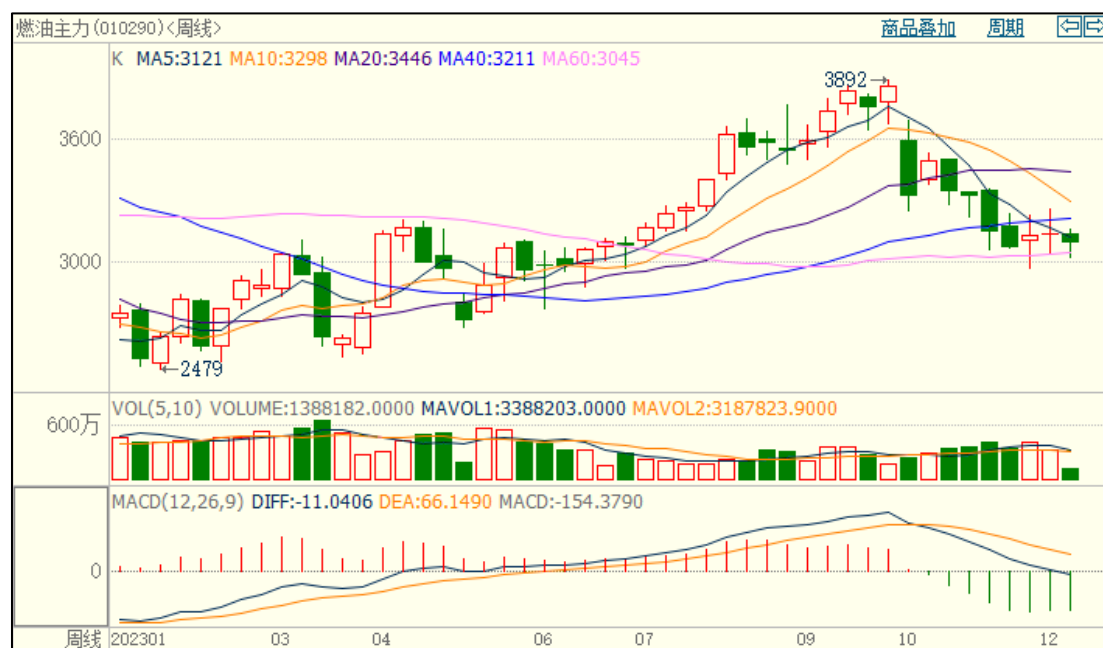 燃油主力(010290)<周线> 商品叠加 周期
K MA5:3121 MA10:3298 MA20:3446 MA40:3211 MA60:3045
3892→
3600
3000
←2479
VOL(5,10) VOLUME:1388182.0000 MAVOL1:3388203.0000 MAVOL2:3187823.9000
600万
MACD(12,26,9) DIFF:-11.0406 DEA:66.1490 MACD:-154.3790
0
周线 202301 03 04 06 07 09 10 12